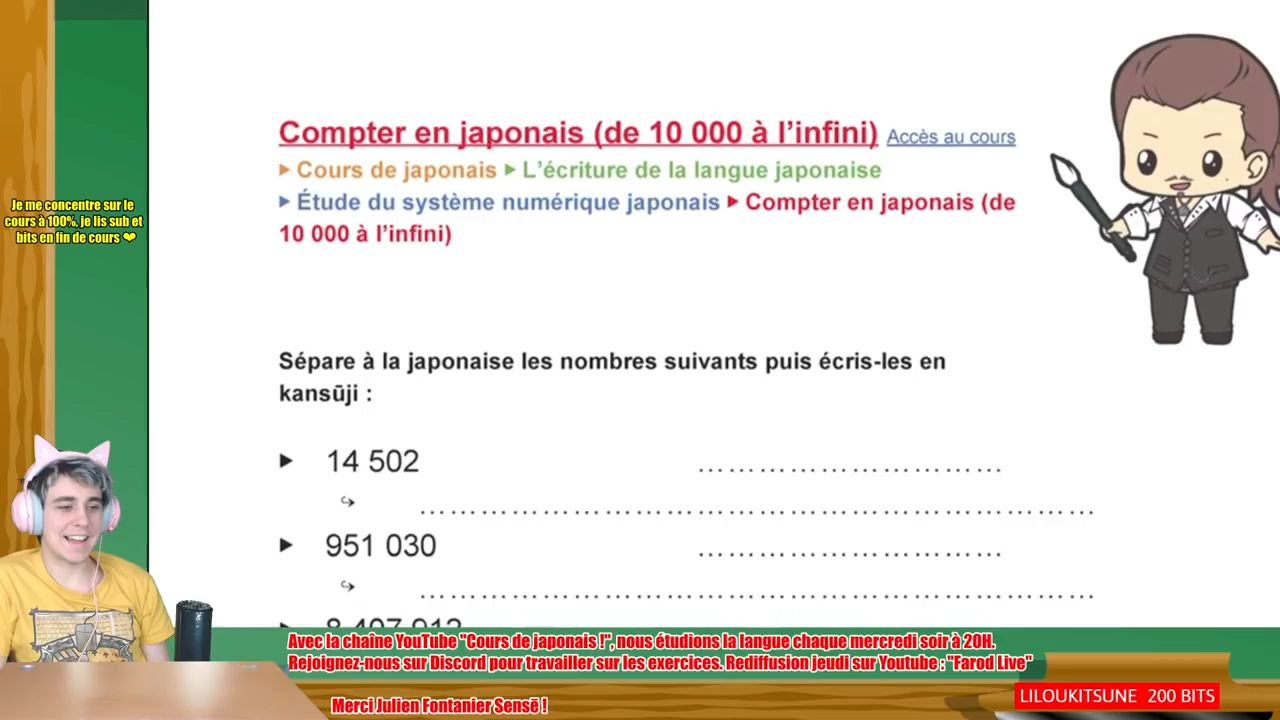 Compter en japonais (de 10 000 à l'infini) Accès au cours
▸ Cours de japonais ▸ L'écriture de la langue japonaise
▸ Étude du système numérique japonais ▸ Compter en japonais (de
10 000 à l'infini)
Je me concentre sur le
cours à 100%, je lis sub et
bits en fin de cours ❤
Sépare à la japonaise les nombres suivants puis écris-les en
kansūji :
14 502
951 030
Avec la chaîne YouTube "Cours de japonais !", nous étudions la langue chaque mercredi soir à 20H.
Rejoignez-nous sur Discord pour travailler sur les exercices. Rediffusion jeudi sur Youtube : "Farod Live"
Merci Julien Fontanier Sensē !
LILOUKITSUNE 200 BITS